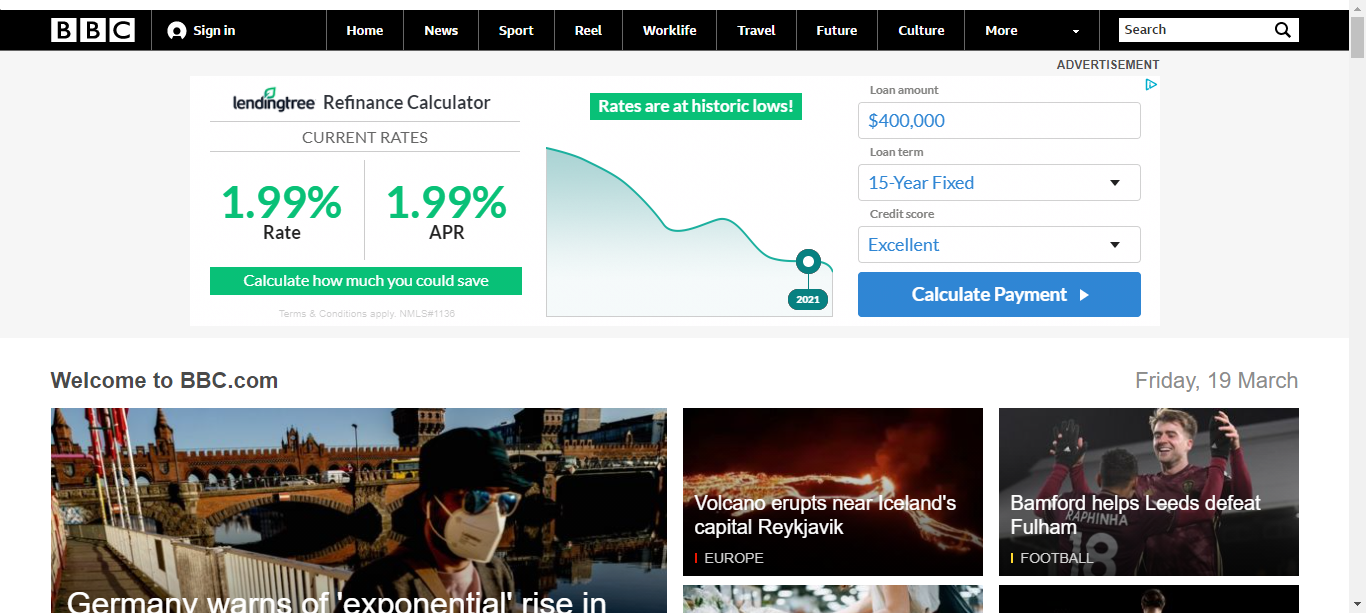 BBC
Sign in
Home
News
Sport
Reel
Worklife
Travel
Future
Culture
More
Search
ADVERTISEMENT
lendingtree Refinance Calculator
CURRENT RATES
1.99%
Rate
1.99%
APR
Calculate how much you could save
Terms & Conditions apply. NMLS#1136
Rates are at historic lows!
2021
Loan amount
$400,000
Loan term
15-Year Fixed
Credit score
Excellent
Calculate Payment
Welcome to BBC.com
Friday, 19 March
Germany warns of 'exponential' rise in
Volcano erupts near Iceland's
capital Reykjavik
EUROPE
Bamford helps Leeds defeat
Fulham
FOOTBALL
RAPHINHA
18